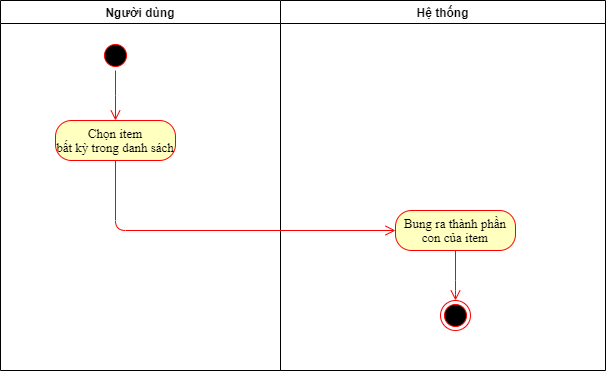 Người dùng
Hệ thống
Chọn item
bất kỳ trong danh sách
Bung ra thành phần
con của item